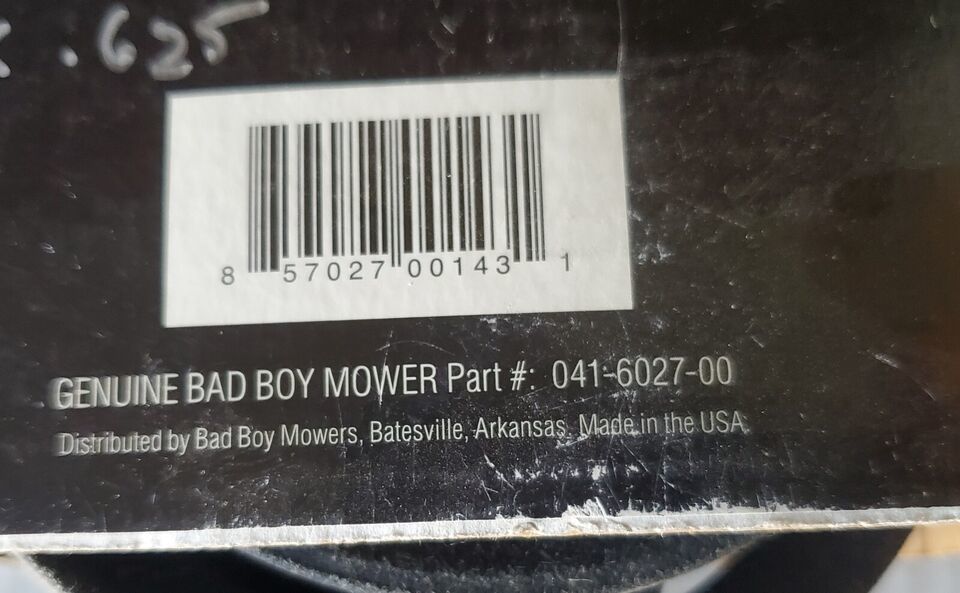 .625
8 57027 00143 1
GENUINE BAD BOY MOWER Part #: 041-6027-00
Distributed by Bad Boy Mowers, Batesville, Arkansas. Made in the USA.